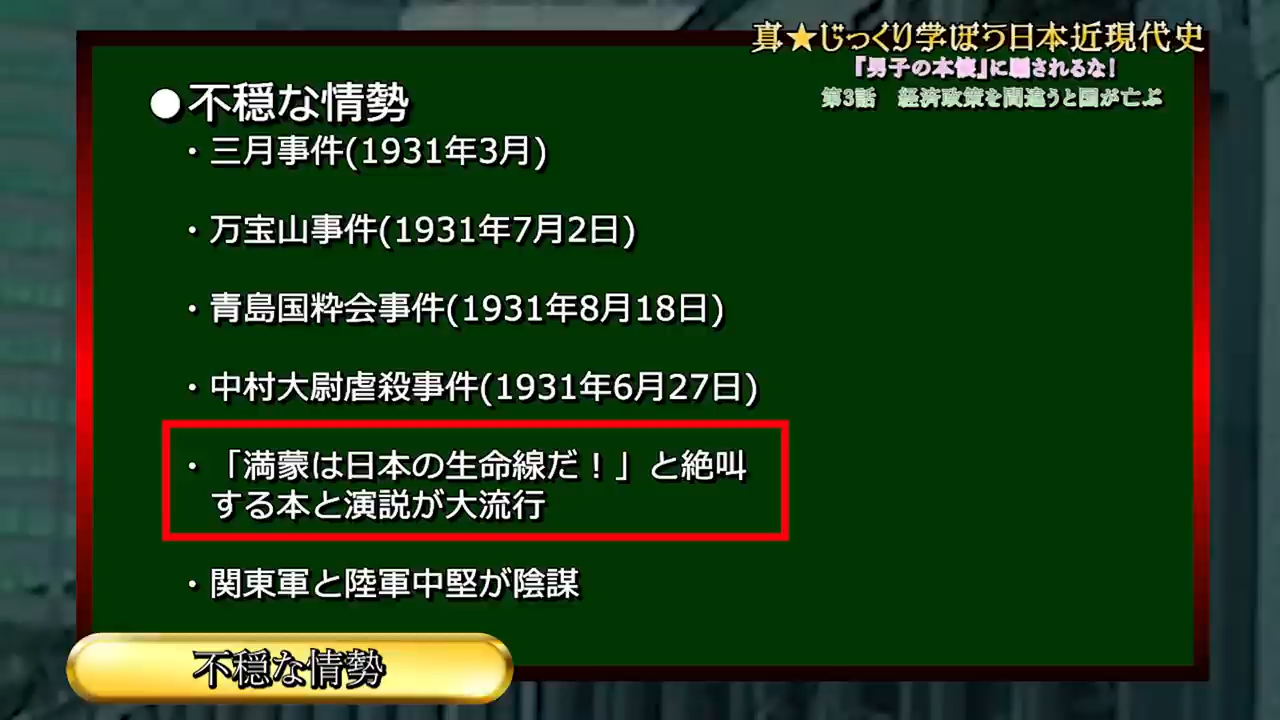 真★じっくり学ぼう日本近現代史
『男子の本懐』に騙されるな！
第3話　経済政策を間違うと国が亡ぶ
●不穏な情勢
・三月事件(1931年3月)
・万宝山事件(1931年7月2日)
・青島国粋会事件(1931年8月18日)
・中村大尉虐殺事件(1931年6月27日)
・「満蒙は日本の生命線だ！」と絶叫
する本と演説が大流行
・関東軍と陸軍中堅が陰謀
不穏な情勢